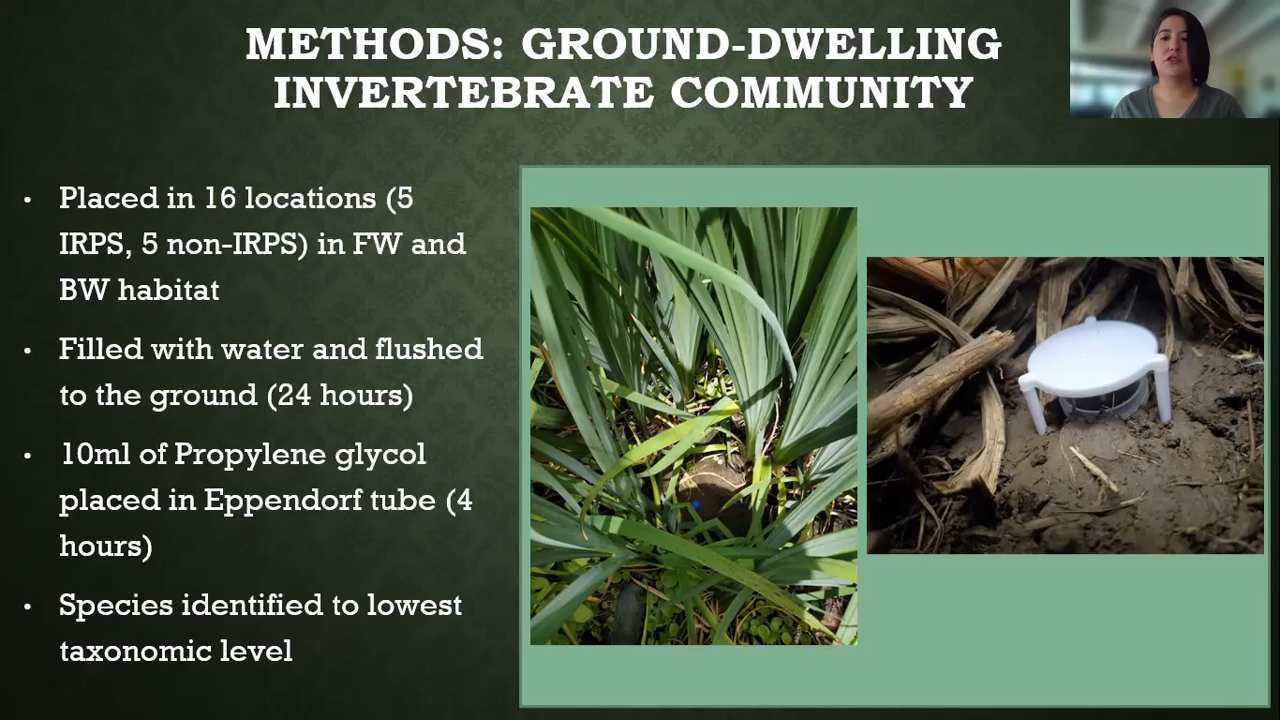 METHODS: GROUND-DWELLING
INVERTEBRATE COMMUNITY
• Placed in 16 locations (5
IRPS, 5 non-IRPS) in FW and
BW habitat
• Filled with water and flushed
to the ground (24 hours)
• 10ml of Propylene glycol
placed in Eppendorf tube (4
hours)
• Species identified to lowest
taxonomic level